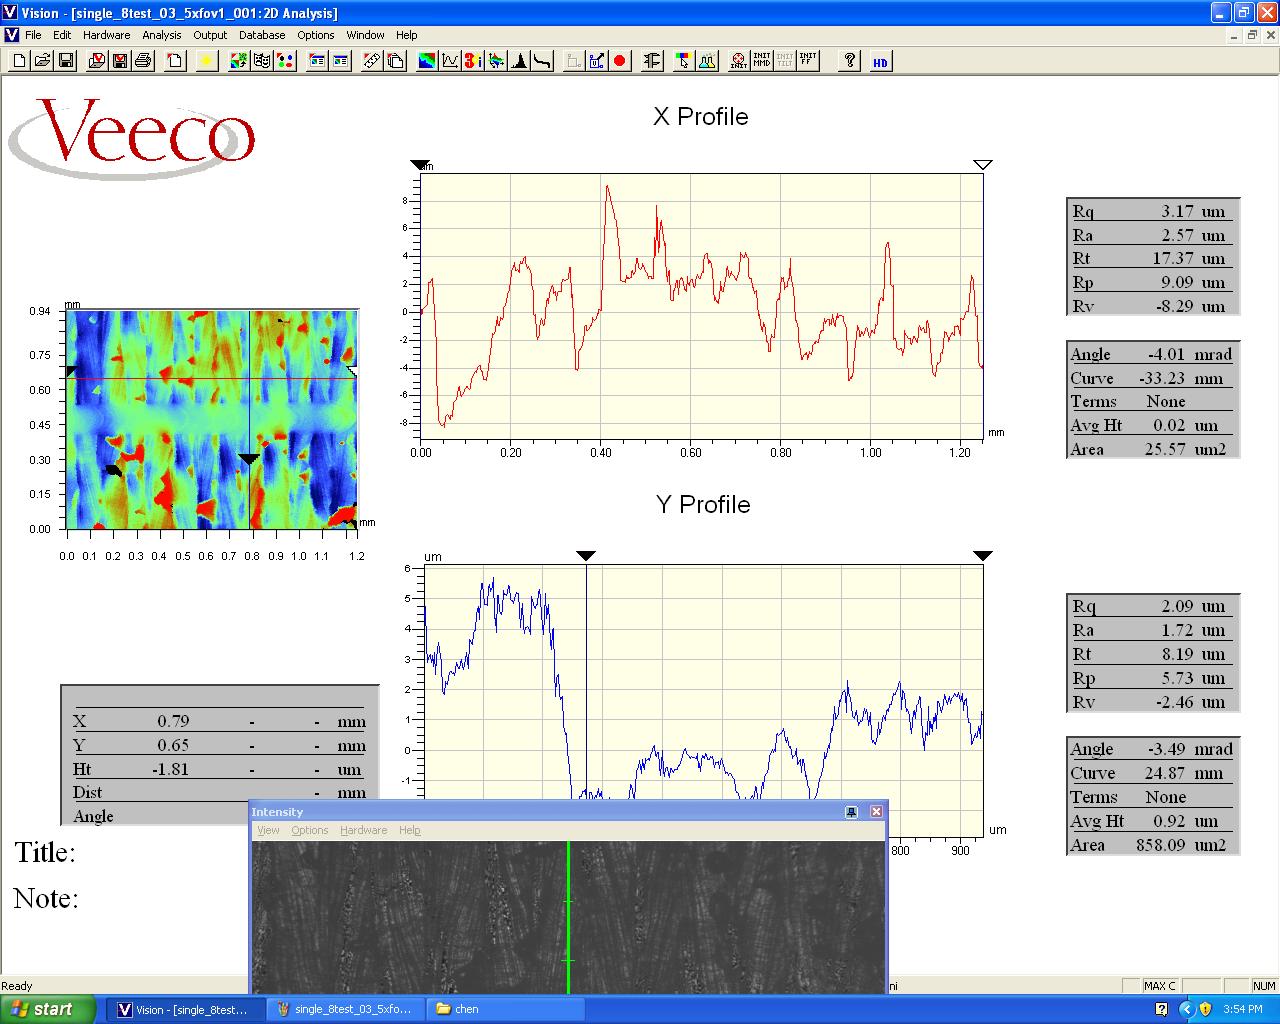 Vision - [single_8test_03_5xfov1_001:2D Analysis]
File Edit Hardware Analysis Output Database Options Window Help
INIT INIT MMD INIT TILT INIT FF ? HD
Veeco
X Profile
um
8
6
4
2
0
-2
-4
-6
-8
0.00 0.20 0.40 0.60 0.80 1.00 1.20
mm
Rq 3.17 um
Ra 2.57 um
Rt 17.37 um
Rp 9.09 um
Rv -8.29 um
Angle -4.01 mrad
Curve -33.23 mm
Terms None
Avg Ht 0.02 um
Area 25.57 um2
mm
0.94
0.75
0.60
0.45
0.30
0.15
0.00
mm
0.0 0.1 0.2 0.3 0.4 0.5 0.6 0.7 0.8 0.9 1.0 1.1 1.2
Y Profile
um
6
5
4
3
2
1
0
-1
um
800 900
Rq 2.09 um
Ra 1.72 um
Rt 8.19 um
Rp 5.73 um
Rv -2.46 um
Angle -3.49 mrad
Curve 24.87 mm
Terms None
Avg Ht 0.92 um
Area 858.09 um2
X 0.79 - - mm
Y 0.65 - - mm
Ht -1.81 - - um
Dist - mm
Angle
Title:
Note:
Intensity
View Options Hardware Help
Ready
MAX C NUM
start
Vision - [single_8test...
single_8test_03_5xfo...
chen
3:54 PM